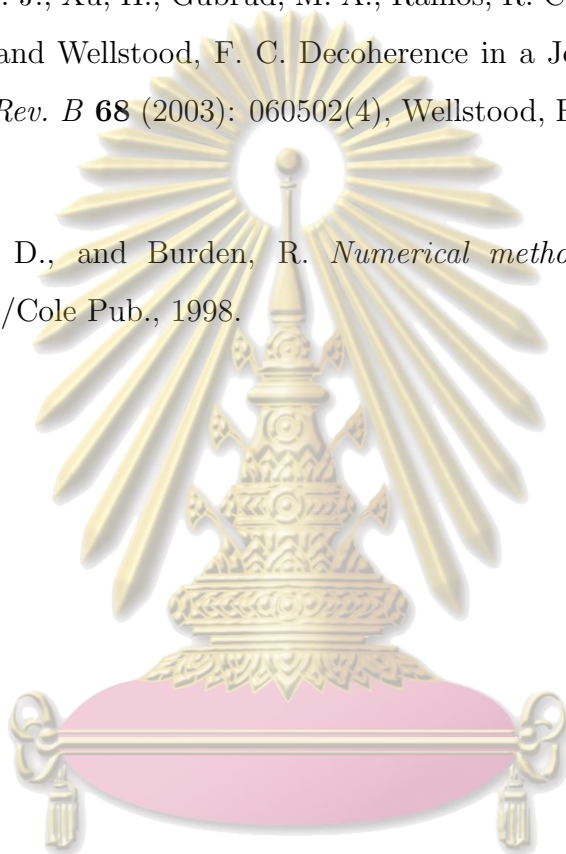 J., Xu, H., Gubrud, M. A., Ramos, R. C
and Wellstood, F. C. Decoherence in a Jo
Rev. B 68 (2003): 060502(4), Wellstood, F
D., and Burden, R. Numerical metho
/Cole Pub., 1998.